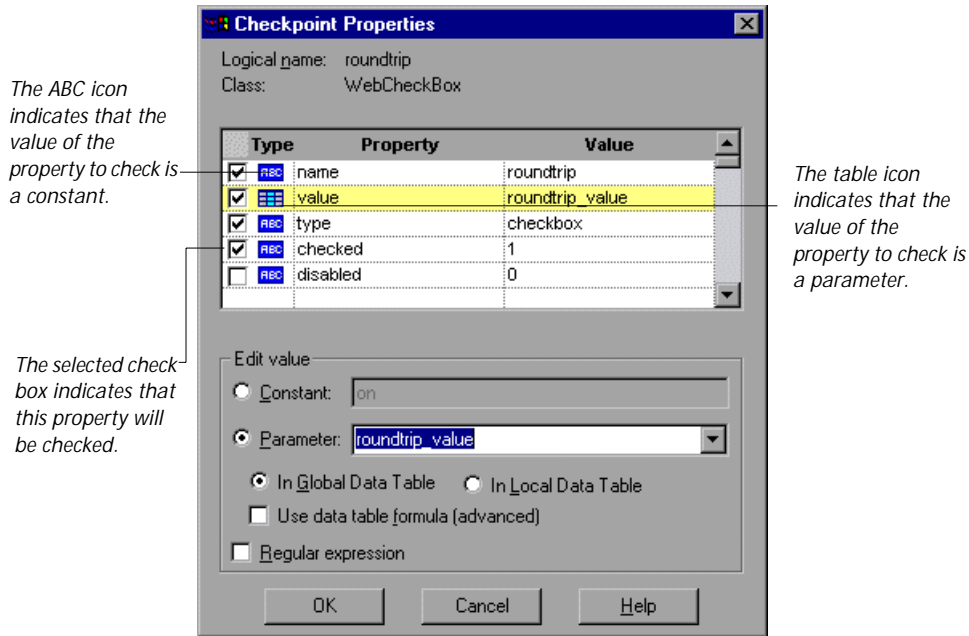 Checkpoint Properties
Logical name: roundtrip
Class: WebCheckBox
The ABC icon
indicates that the
value of the
property to check is
a constant.
Type Property Value
ABC name roundtrip
value roundtrip_value
ABC type checkbox
ABC checked 1
ABC disabled 0
The table icon
indicates that the
value of the
property to check is
a parameter.
The selected check
box indicates that
this property will
be checked.
Edit value
Constant: on
Parameter: roundtrip_value
In Global Data Table In Local Data Table
Use data table formula (advanced)
Regular expression
OK Cancel Help